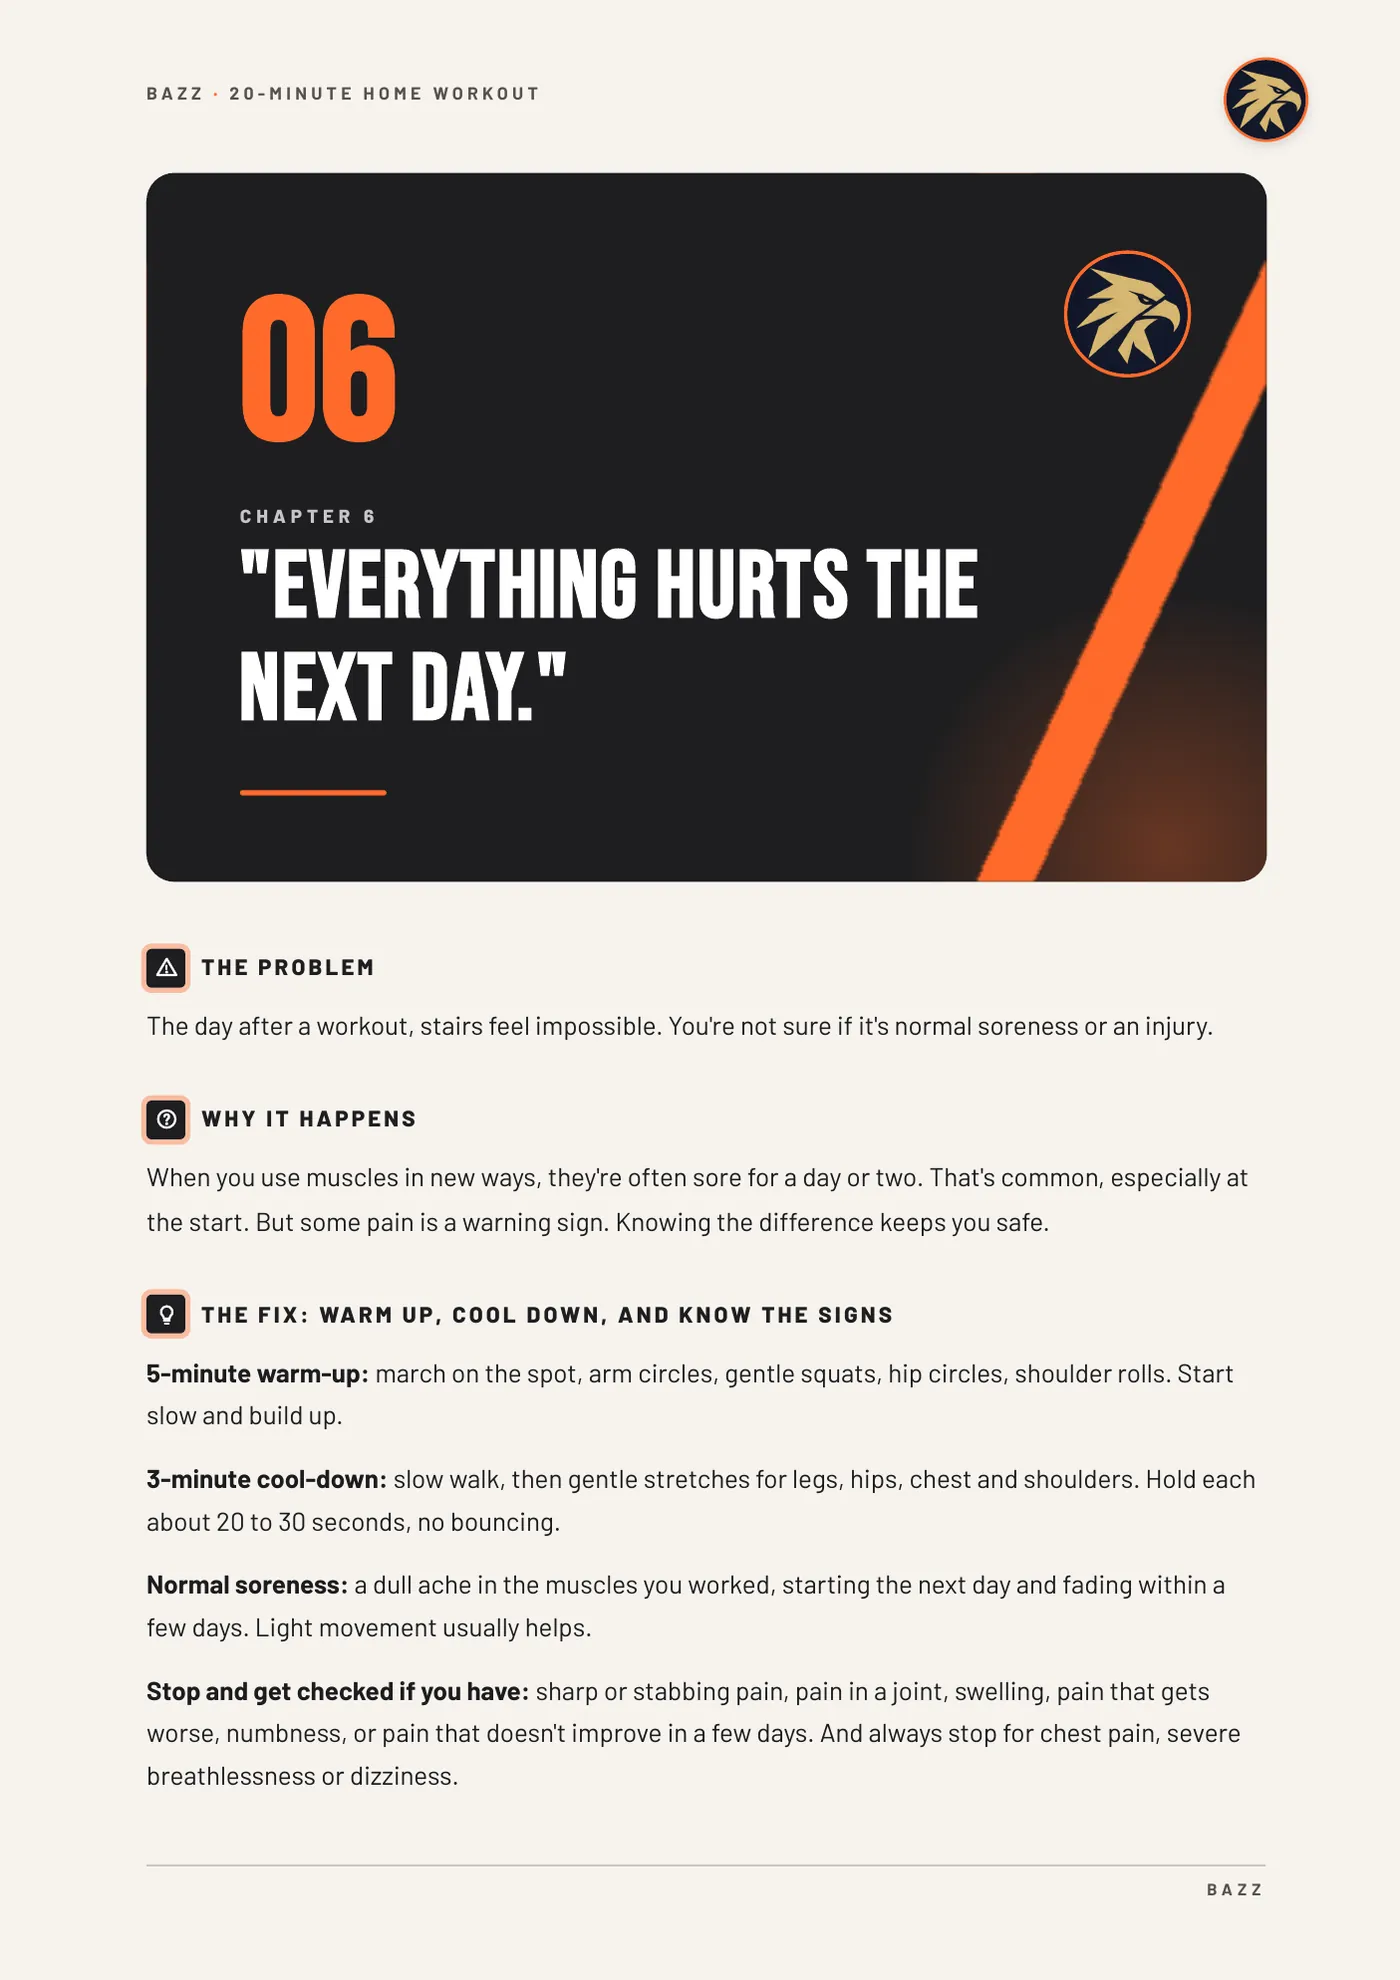 BAZZ · 20-MINUTE HOME WORKOUT
06
CHAPTER 6
"EVERYTHING HURTS THE
NEXT DAY."
THE PROBLEM
The day after a workout, stairs feel impossible. You're not sure if it's normal soreness or an injury.
WHY IT HAPPENS
When you use muscles in new ways, they're often sore for a day or two. That's common, especially at
the start. But some pain is a warning sign. Knowing the difference keeps you safe.
THE FIX: WARM UP, COOL DOWN, AND KNOW THE SIGNS
5-minute warm-up: march on the spot, arm circles, gentle squats, hip circles, shoulder rolls. Start
slow and build up.
3-minute cool-down: slow walk, then gentle stretches for legs, hips, chest and shoulders. Hold each
about 20 to 30 seconds, no bouncing.
Normal soreness: a dull ache in the muscles you worked, starting the next day and fading within a
few days. Light movement usually helps.
Stop and get checked if you have: sharp or stabbing pain, pain in a joint, swelling, pain that gets
worse, numbness, or pain that doesn't improve in a few days. And always stop for chest pain, severe
breathlessness or dizziness.
BAZZ